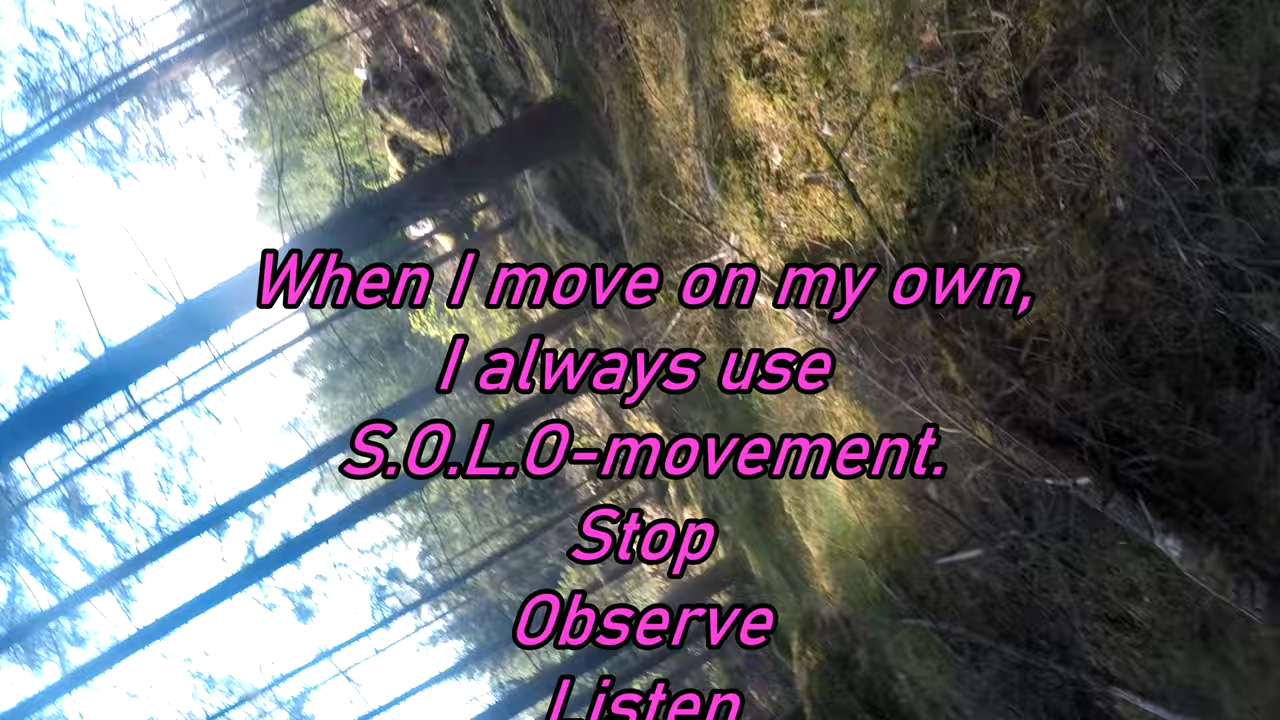 When I move on my own,
I always use
S.O.L.O-movement.
Stop
Observe
Listen